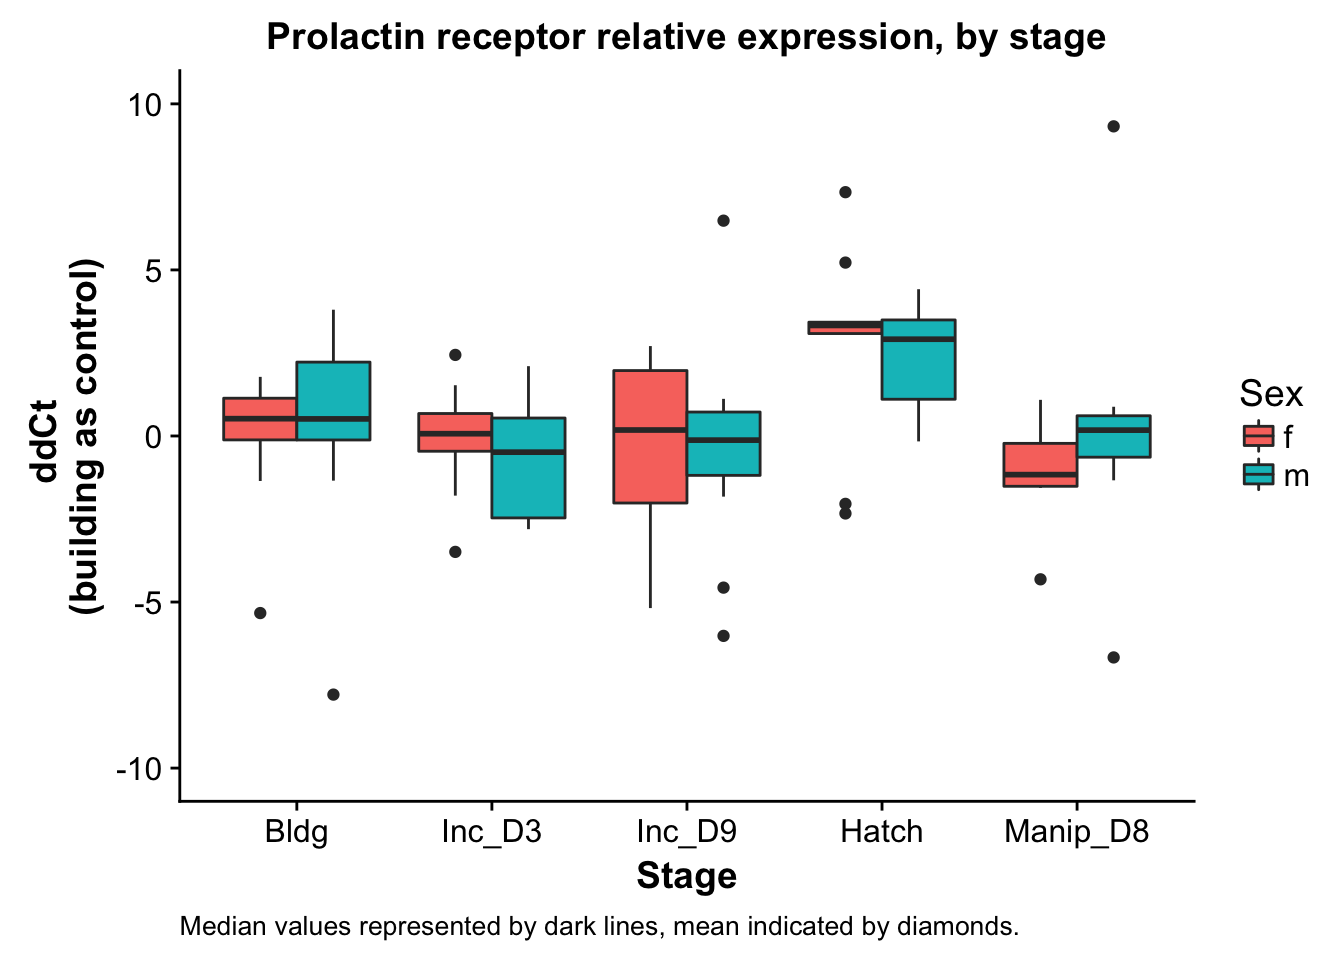 Prolactin receptor relative expression, by stage
ddCt
(building as control)
10
5
0
-5
-10
Bldg
Inc_D3
Inc_D9
Hatch
Manip_D8
Stage
Sex
f
m
Median values represented by dark lines, mean indicated by diamonds.